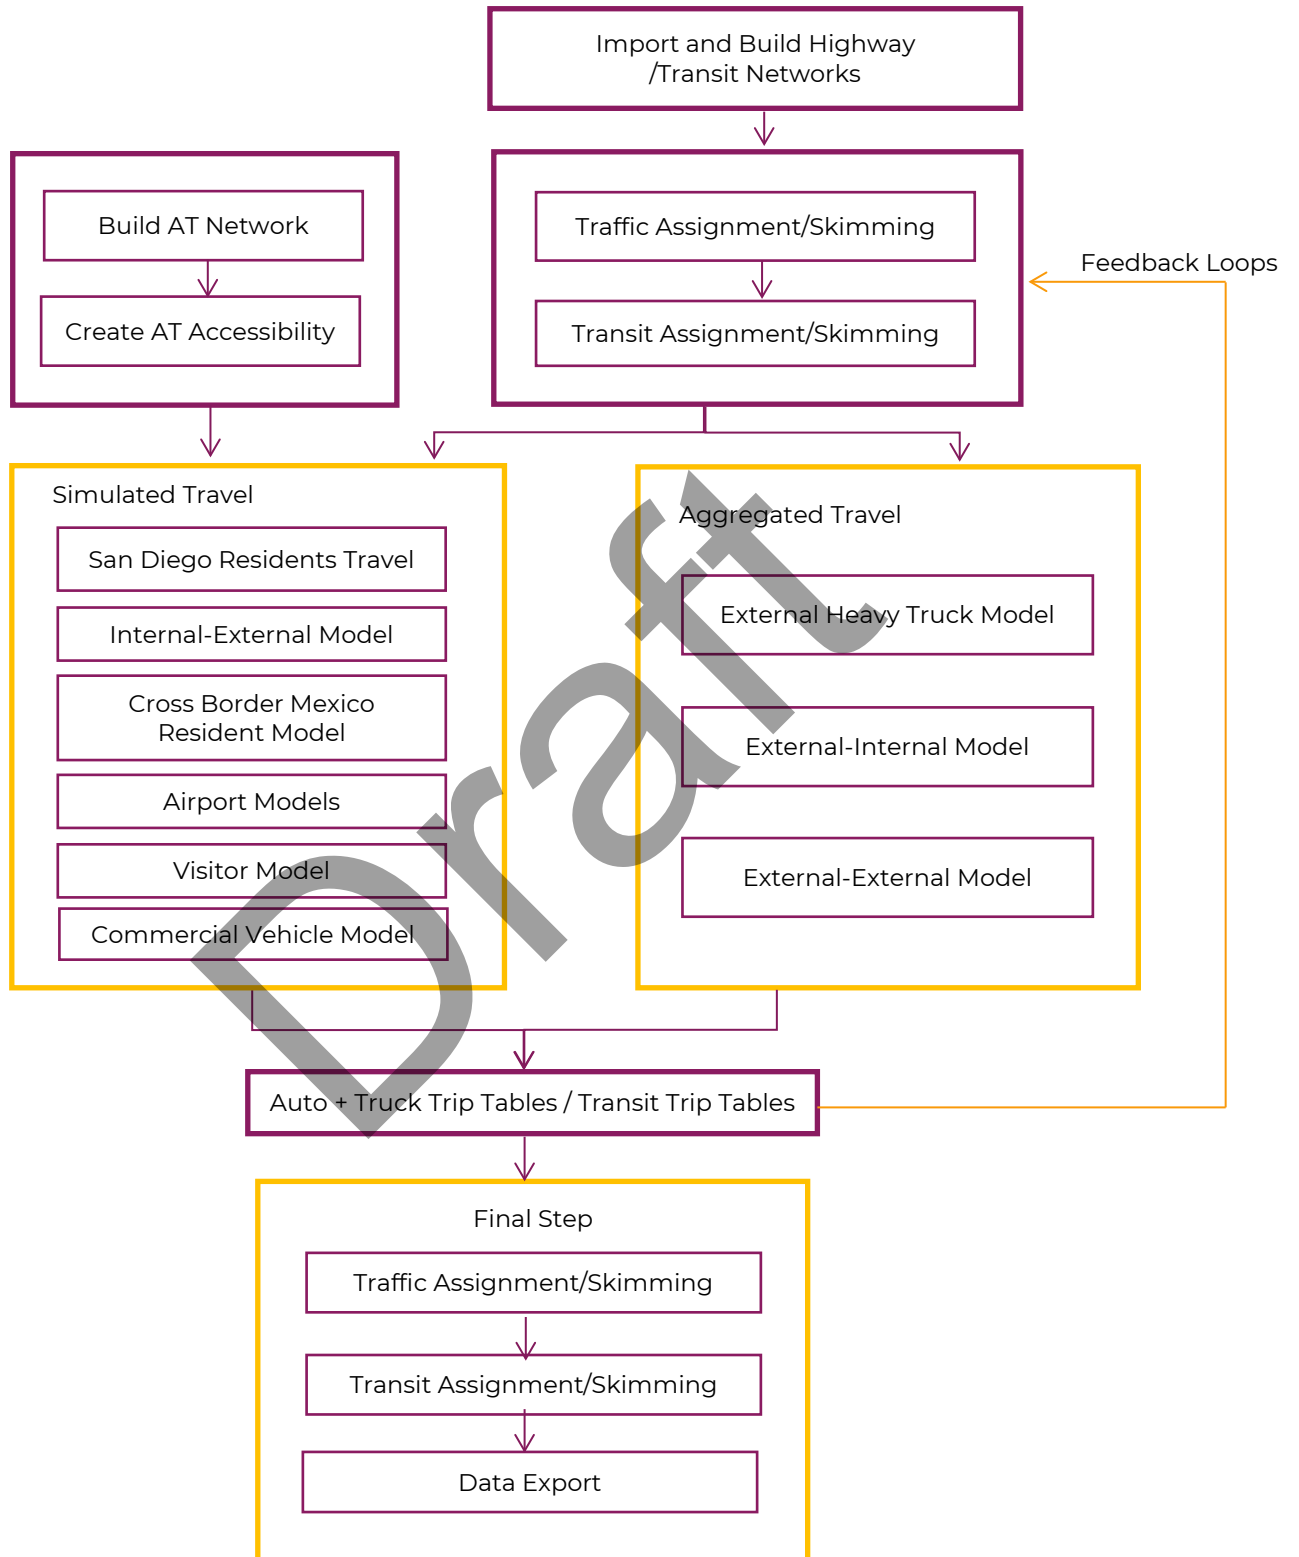 Import and Build Highway
/Transit Networks
Build AT Network
Create AT Accessibility
Traffic Assignment/Skimming
Transit Assignment/Skimming
Feedback Loops
Simulated Travel
San Diego Residents Travel
Internal-External Model
Cross Border Mexico
Resident Model
Airport Models
Visitor Model
Commercial Vehicle Model
Aggregated Travel
External Heavy Truck Model
External-Internal Model
External-External Model
Draft
Auto + Truck Trip Tables / Transit Trip Tables
Final Step
Traffic Assignment/Skimming
Transit Assignment/Skimming
Data Export